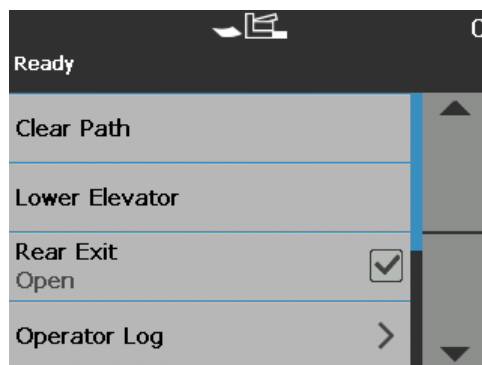 Ready
Clear Path
Lower Elevator
Rear Exit
Open
Operator Log